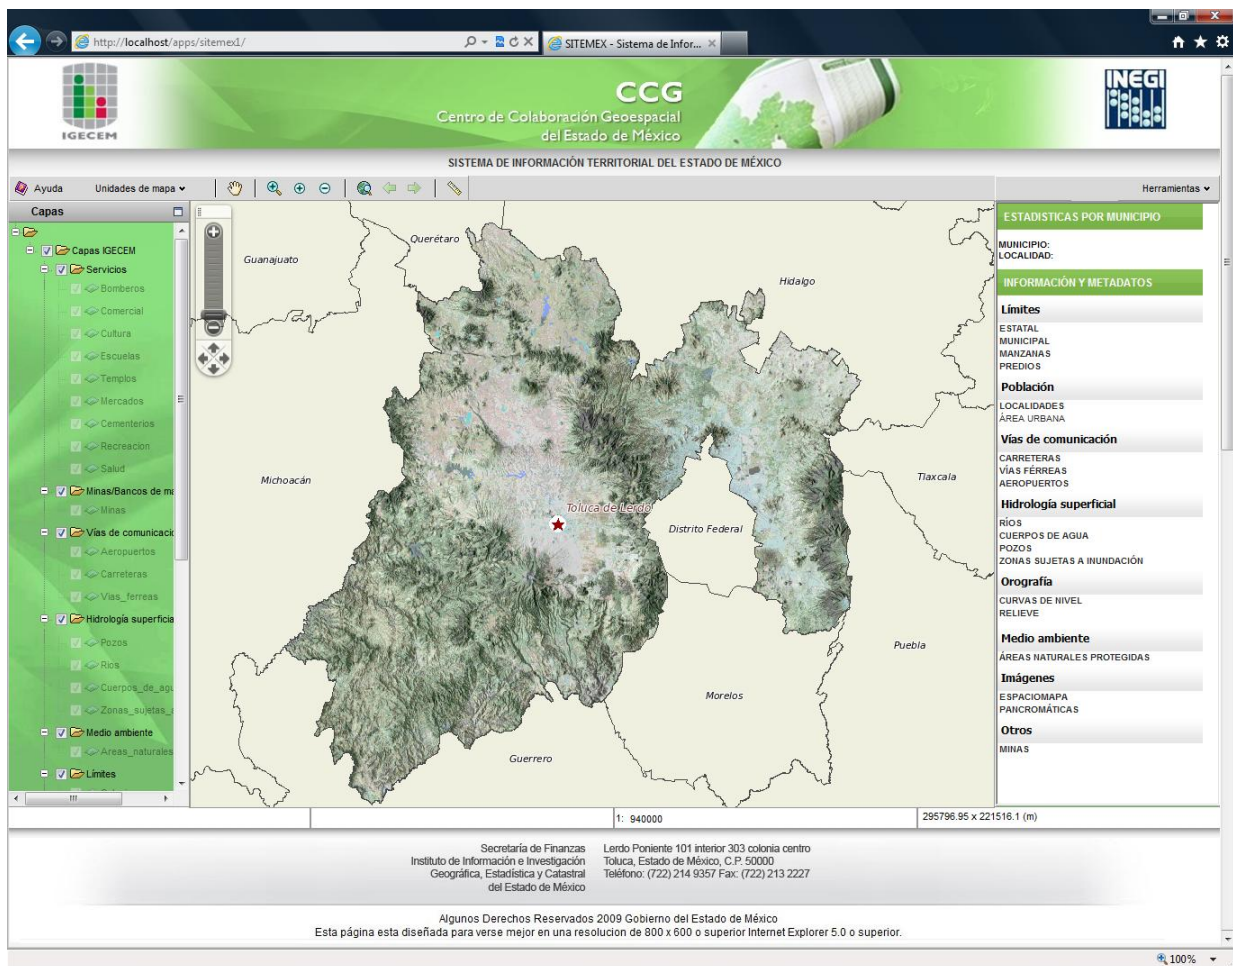 http://localhost/apps/sitemex1/
SITEMEX - Sistema de Infor...
IGECEM
CCG
Centro de Colaboración Geoespacial
del Estado de México
INEGI
SISTEMA DE INFORMACIÓN TERRITORIAL DEL ESTADO DE MÉXICO
Ayuda
Unidades de mapa
Herramientas
Capas
Capas IGECEM
Servicios
Bomberos
Comercial
Cultura
Escuelas
Templos
Mercados
Cementerios
Recreacion
Salud
Minas/Bancos de ma
Minas
Vías de comunicació
Aeropuertos
Carreteras
Vias_ferreas
Hidrología superficia
Pozos
Rios
Cuerpos_de_agu
Zonas_sujetas_a
Medio ambiente
Areas_naturales
Límites
Querétaro
Guanajuato
Hidalgo
Michoacán
Tlaxcala
Toluca de Lerdo
Distrito Federal
Puebla
Morelos
Guerrero
ESTADISTICAS POR MUNICIPIO
MUNICIPIO:
LOCALIDAD:
INFORMACIÓN Y METADATOS
Límites
ESTATAL
MUNICIPAL
MANZANAS
PREDIOS
Población
LOCALIDADES
ÁREA URBANA
Vías de comunicación
CARRETERAS
VÍAS FÉRREAS
AEROPUERTOS
Hidrología superficial
RÍOS
CUERPOS DE AGUA
POZOS
ZONAS SUJETAS A INUNDACIÓN
Orografía
CURVAS DE NIVEL
RELIEVE
Medio ambiente
ÁREAS NATURALES PROTEGIDAS
Imágenes
ESPACIOMAPA
PANCROMÁTICAS
Otros
MINAS
1: 940000
295796.95 x 221516.1 (m)
Secretaría de Finanzas
Instituto de Información e Investigación
Geográfica, Estadística y Catastral
del Estado de México
Lerdo Poniente 101 interior 303 colonia centro
Toluca, Estado de México, C.P. 50000
Teléfono: (722) 214 9357 Fax: (722) 213 2227
Algunos Derechos Reservados 2009 Gobierno del Estado de México
Esta página esta diseñada para verse mejor en una resolucion de 800 x 600 o superior Internet Explorer 5.0 o superior.
100%